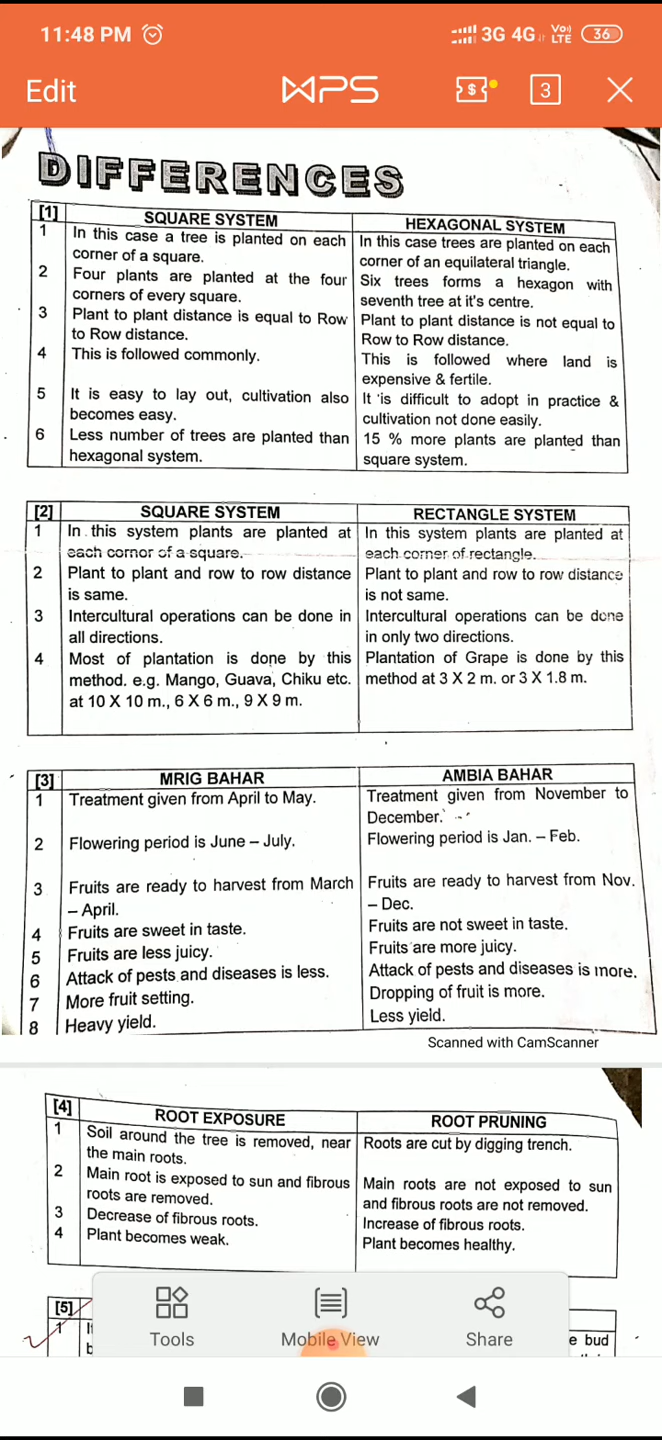 11:48 PM
3G 4G Vo)) LTE 36
Edit
WPS
$
3
DIFFERENCES
[1] SQUARE SYSTEM HEXAGONAL SYSTEM
1 In this case a tree is planted on each In this case trees are planted on each
corner of a square. corner of an equilateral triangle.
2 Four plants are planted at the four Six trees forms a hexagon with
corners of every square. seventh tree at it's centre.
3 Plant to plant distance is equal to Row Plant to plant distance is not equal to
to Row distance. Row to Row distance.
4 This is followed commonly. This is followed where land is
expensive & fertile.
5 It is easy to lay out, cultivation also It is difficult to adopt in practice &
becomes easy. cultivation not done easily.
6 Less number of trees are planted than 15 % more plants are planted than
hexagonal system. square system.
[2] SQUARE SYSTEM RECTANGLE SYSTEM
1 In this system plants are planted at In this system plants are planted at
each cornor of a square. each corner of rectangle.
2 Plant to plant and row to row distance Plant to plant and row to row distance
is same. is not same.
3 Intercultural operations can be done in Intercultural operations can be done
all directions. in only two directions.
4 Most of plantation is done by this Plantation of Grape is done by this
method. e.g. Mango, Guava, Chiku etc. method at 3 X 2 m. or 3 X 1.8 m.
at 10 X 10 m., 6 X 6 m., 9 X 9 m.
[3] MRIG BAHAR AMBIA BAHAR
1 Treatment given from April to May. Treatment given from November to
December.
2 Flowering period is June – July. Flowering period is Jan. – Feb.
3 Fruits are ready to harvest from March Fruits are ready to harvest from Nov.
– April. – Dec.
4 Fruits are sweet in taste. Fruits are not sweet in taste.
5 Fruits are less juicy. Fruits are more juicy.
6 Attack of pests and diseases is less. Attack of pests and diseases is more.
7 More fruit setting. Dropping of fruit is more.
8 Heavy yield. Less yield.
Scanned with CamScanner
[4] ROOT EXPOSURE ROOT PRUNING
1 Soil around the tree is removed, near Roots are cut by digging trench.
the main roots.
2 Main root is exposed to sun and fibrous Main roots are not exposed to sun
roots are removed. and fibrous roots are not removed.
3 Decrease of fibrous roots. Increase of fibrous roots.
4 Plant becomes weak. Plant becomes healthy.
[5]
1 e bud
Tools Mobile View Share